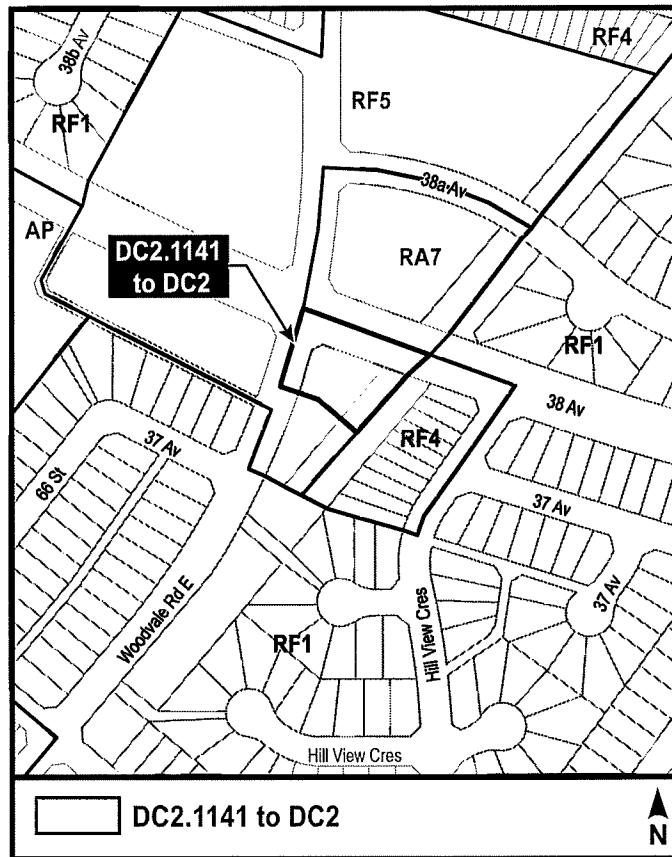 38b Av
RF4
RF5
RF1
38a Av
AP
DC2.1141
to DC2
RA7
RF1
38 Av
RF4
37 Av
66 St
37 Av
37 Av
Woodvale Rd E
Hill View Cres
RF1
Hill View Cres
DC2.1141 to DC2
N